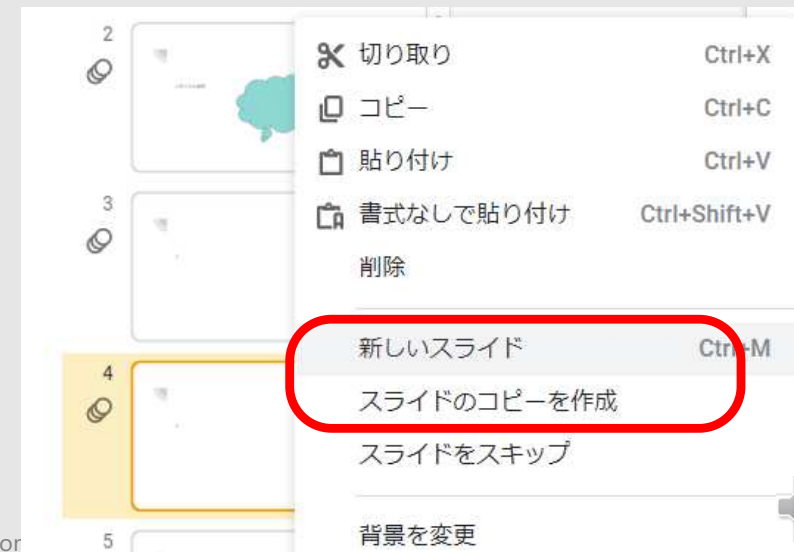 2
切り取り Ctrl+X
コピー Ctrl+C
貼り付け Ctrl+V
3
書式なしで貼り付け Ctrl+Shift+V
削除
新しいスライド Ctrl+M
4
スライドのコピーを作成
スライドをスキップ
背景を変更
5
or